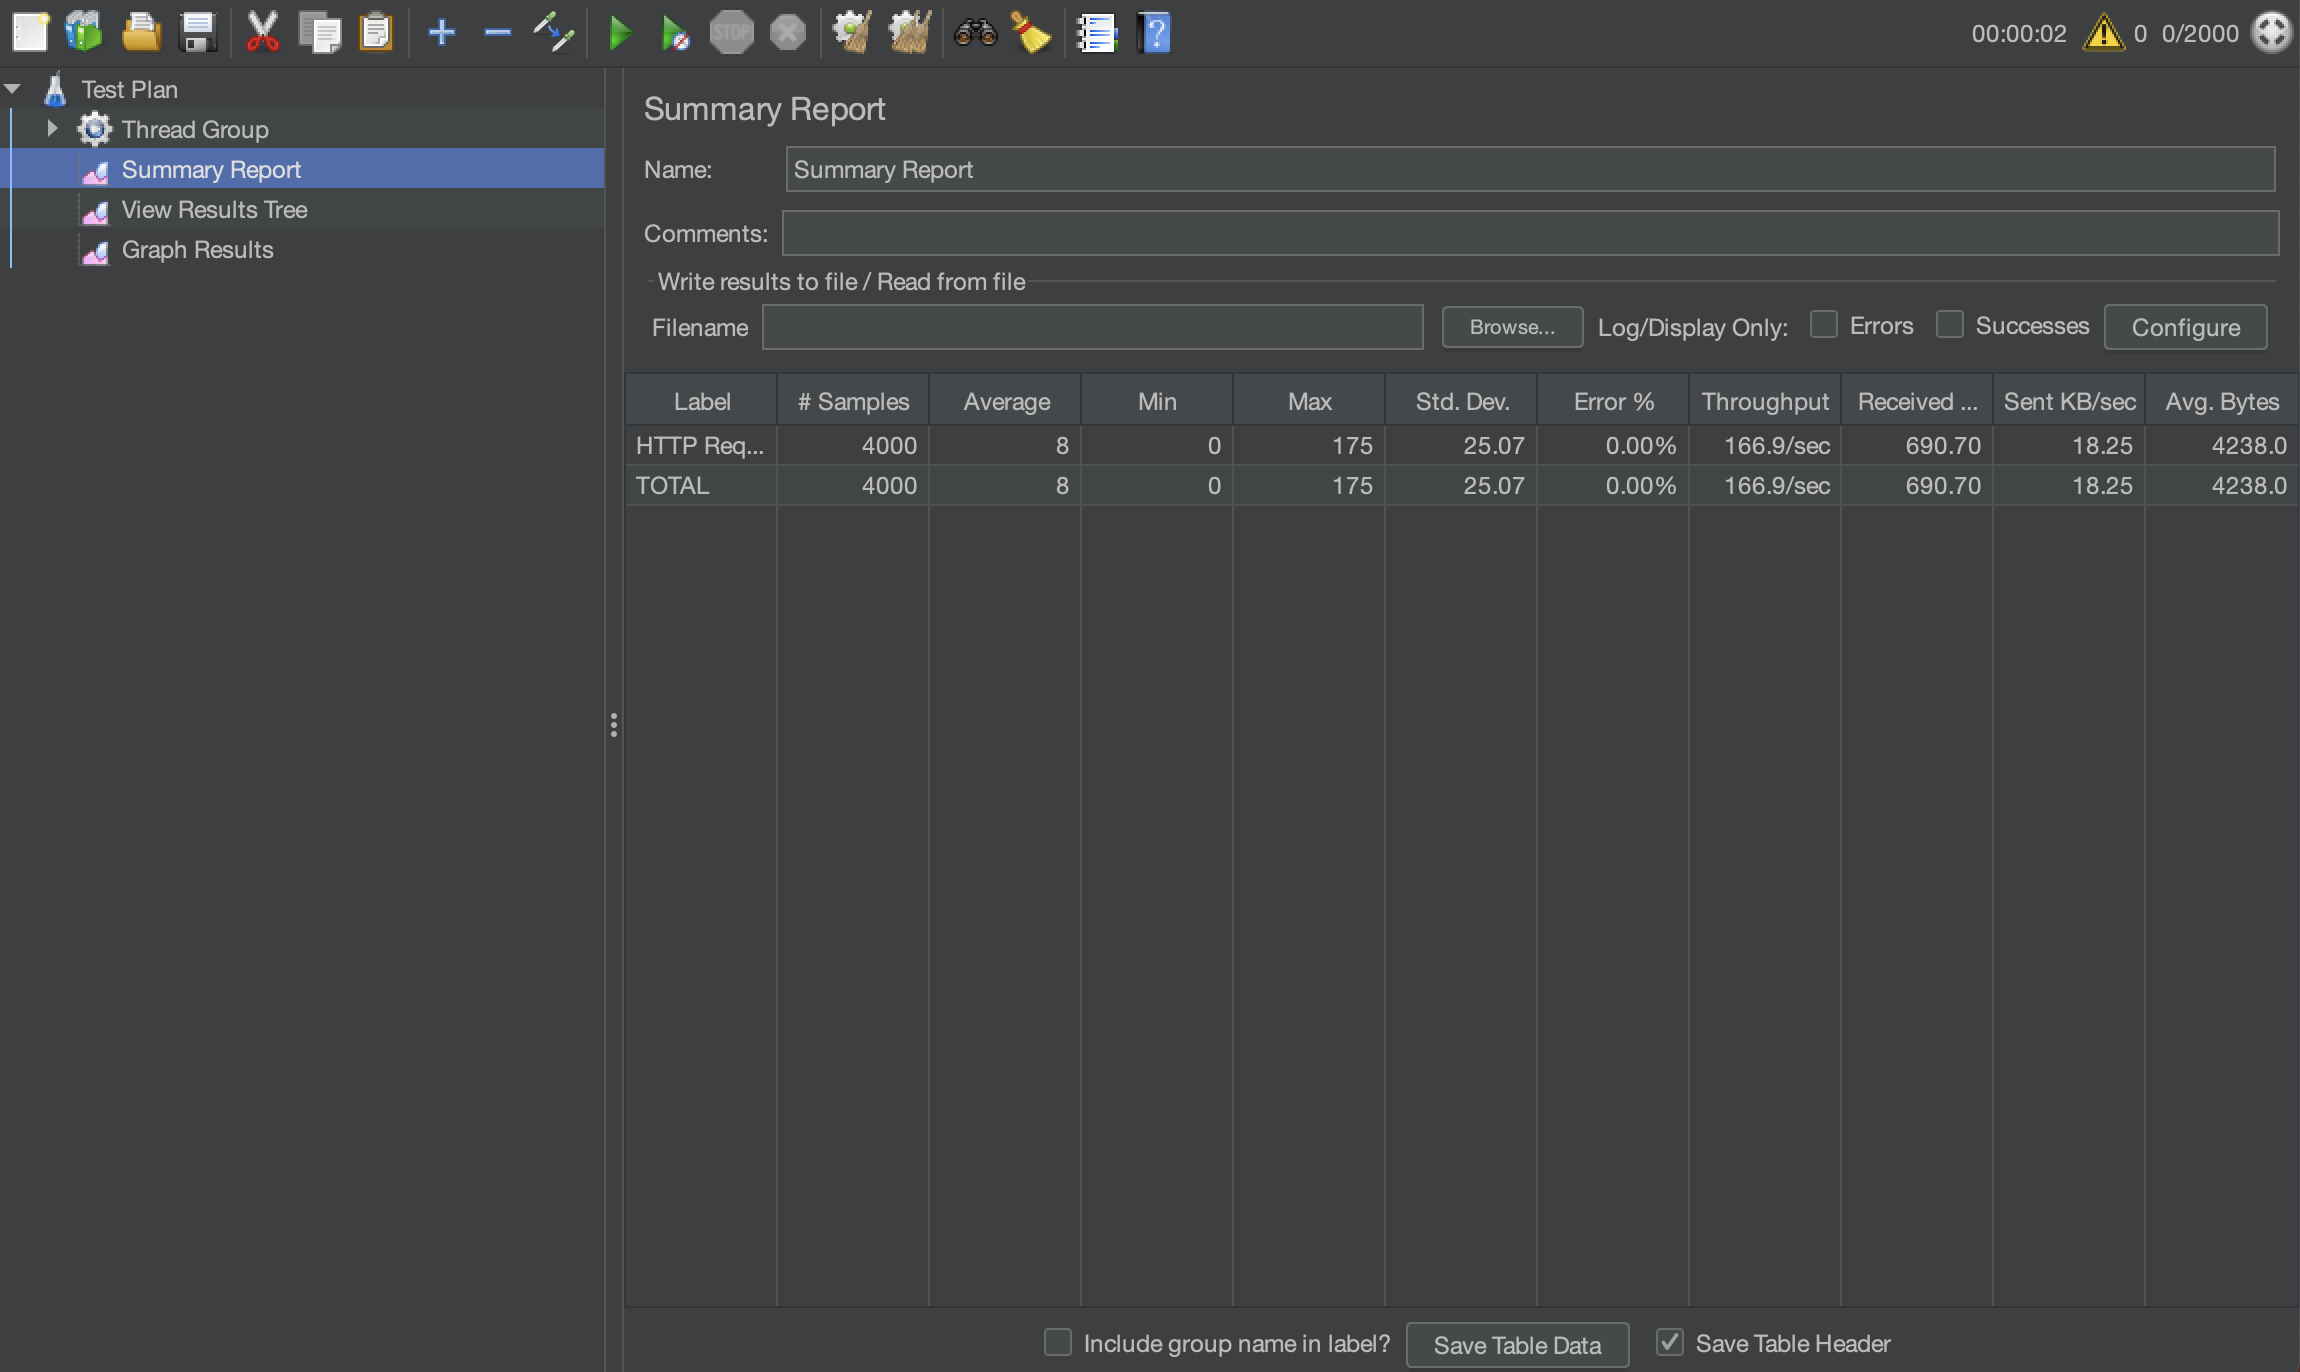 STOP
00:00:02 0 0/2000
Test Plan
Thread Group
Summary Report
View Results Tree
Graph Results
Summary Report
Name: Summary Report
Comments:
Write results to file / Read from file
Filename Browse... Log/Display Only: Errors Successes Configure
Label # Samples Average Min Max Std. Dev. Error % Throughput Received ... Sent KB/sec Avg. Bytes
HTTP Req... 4000 8 0 175 25.07 0.00% 166.9/sec 690.70 18.25 4238.0
TOTAL 4000 8 0 175 25.07 0.00% 166.9/sec 690.70 18.25 4238.0
Include group name in label? Save Table Data Save Table Header